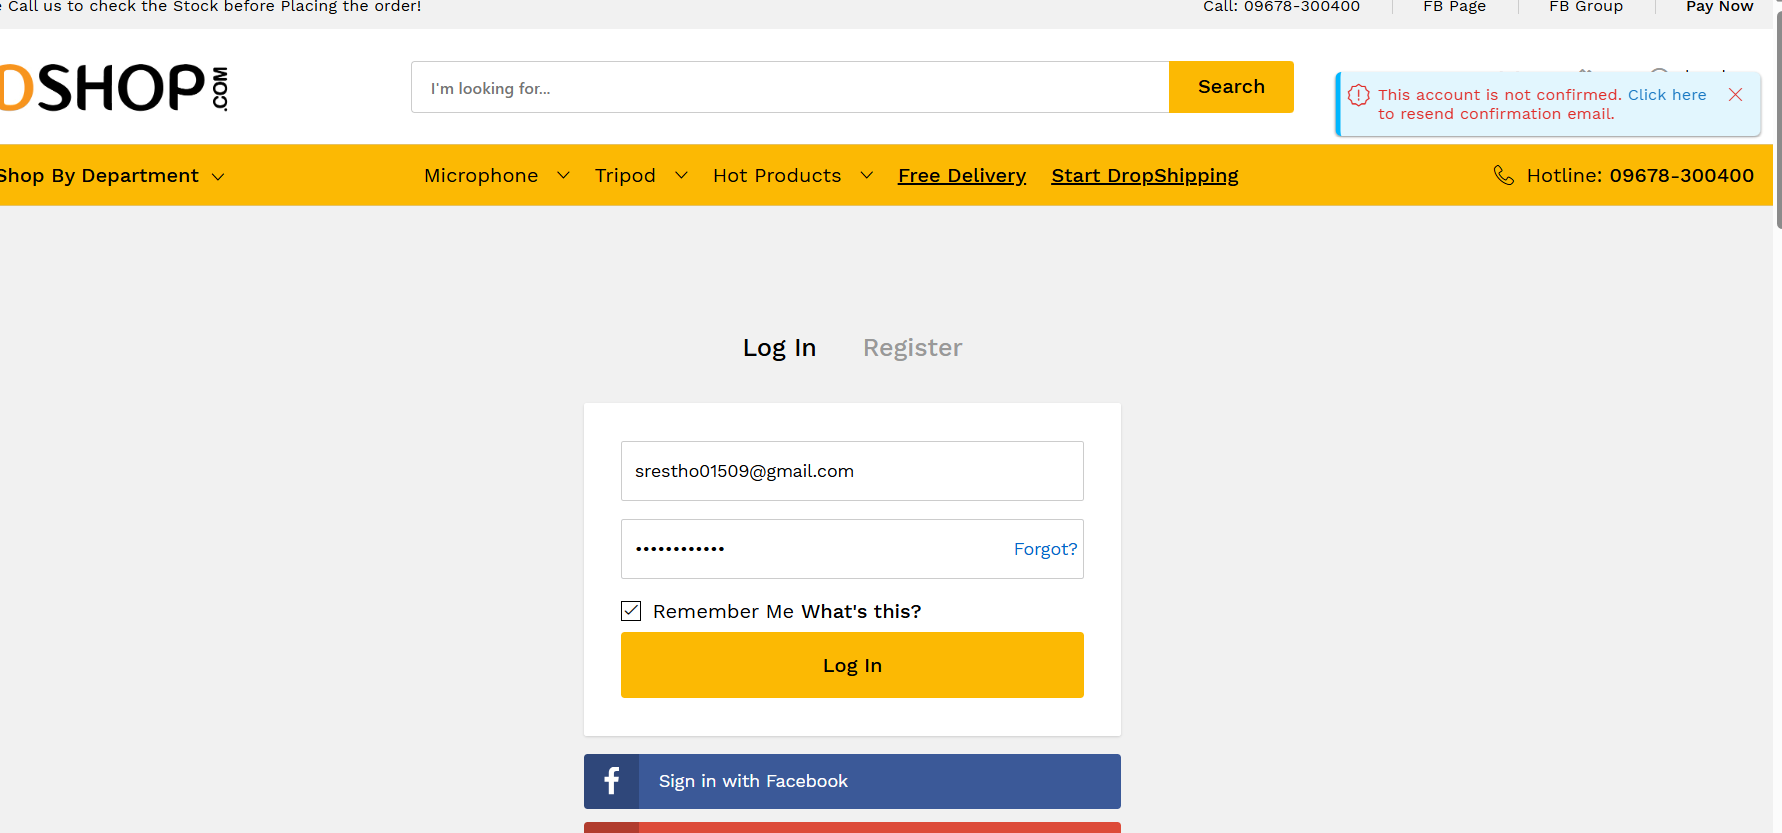 Call us to check the Stock before Placing the order!
Call: 09678-300400
FB Page
FB Group
Pay Now
DSHOP.COM
I'm looking for...
Search
This account is not confirmed. Click here
to resend confirmation email.
Shop By Department
Microphone
Tripod
Hot Products
Free Delivery
Start DropShipping
Hotline: 09678-300400
Log In
Register
srestho01509@gmail.com
Forgot?
Remember Me What's this?
Log In
Sign in with Facebook